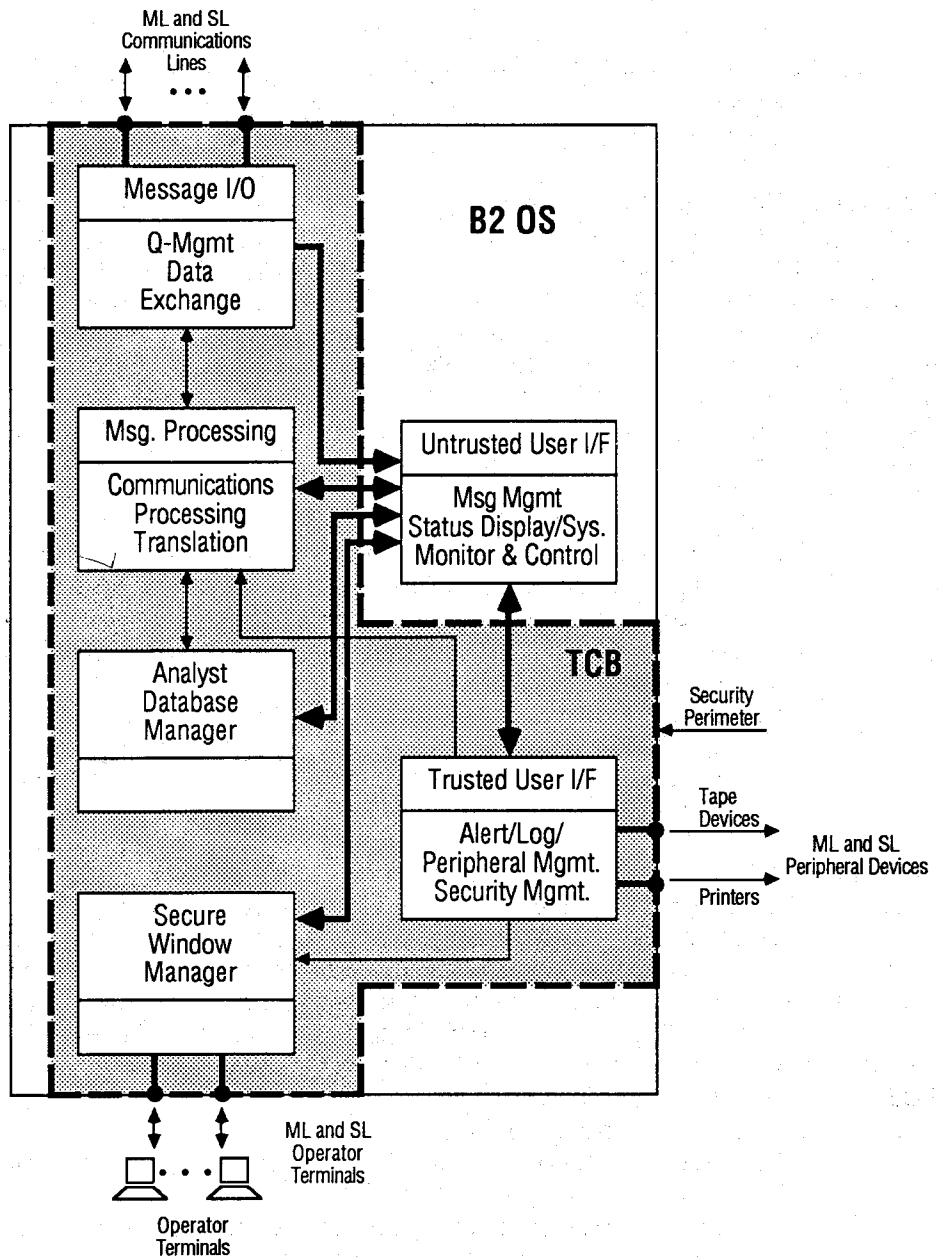 ML and SL
Communications
Lines
• • •
Message I/O
Q-Mgmt
Data
Exchange
B2 OS
Msg. Processing
Communications
Processing
Translation
Untrusted User I/F
Msg Mgmt
Status Display/Sys.
Monitor & Control
TCB
Analyst
Database
Manager
Security
Perimeter
Trusted User I/F
Alert/Log/
Peripheral Mgmt.
Security Mgmt.
Tape
Devices
ML and SL
Peripheral Devices
Printers
Secure
Window
Manager
ML and SL
Operator
Terminals
• • •
Operator
Terminals